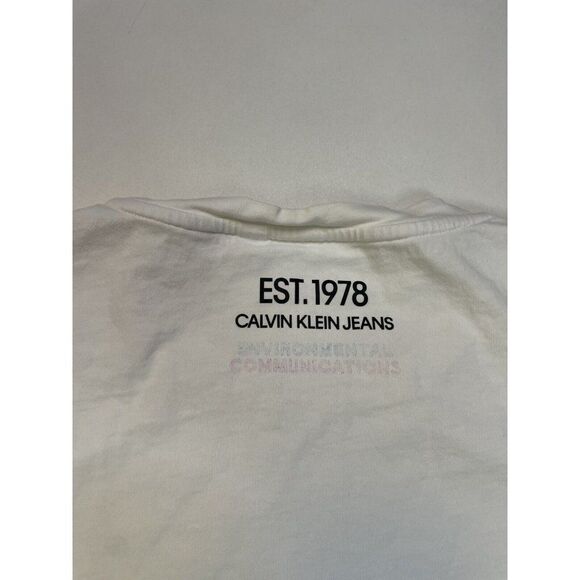 EST. 1978
CALVIN KLEIN JEANS
ENVIRONMENTAL
COMMUNICATIONS